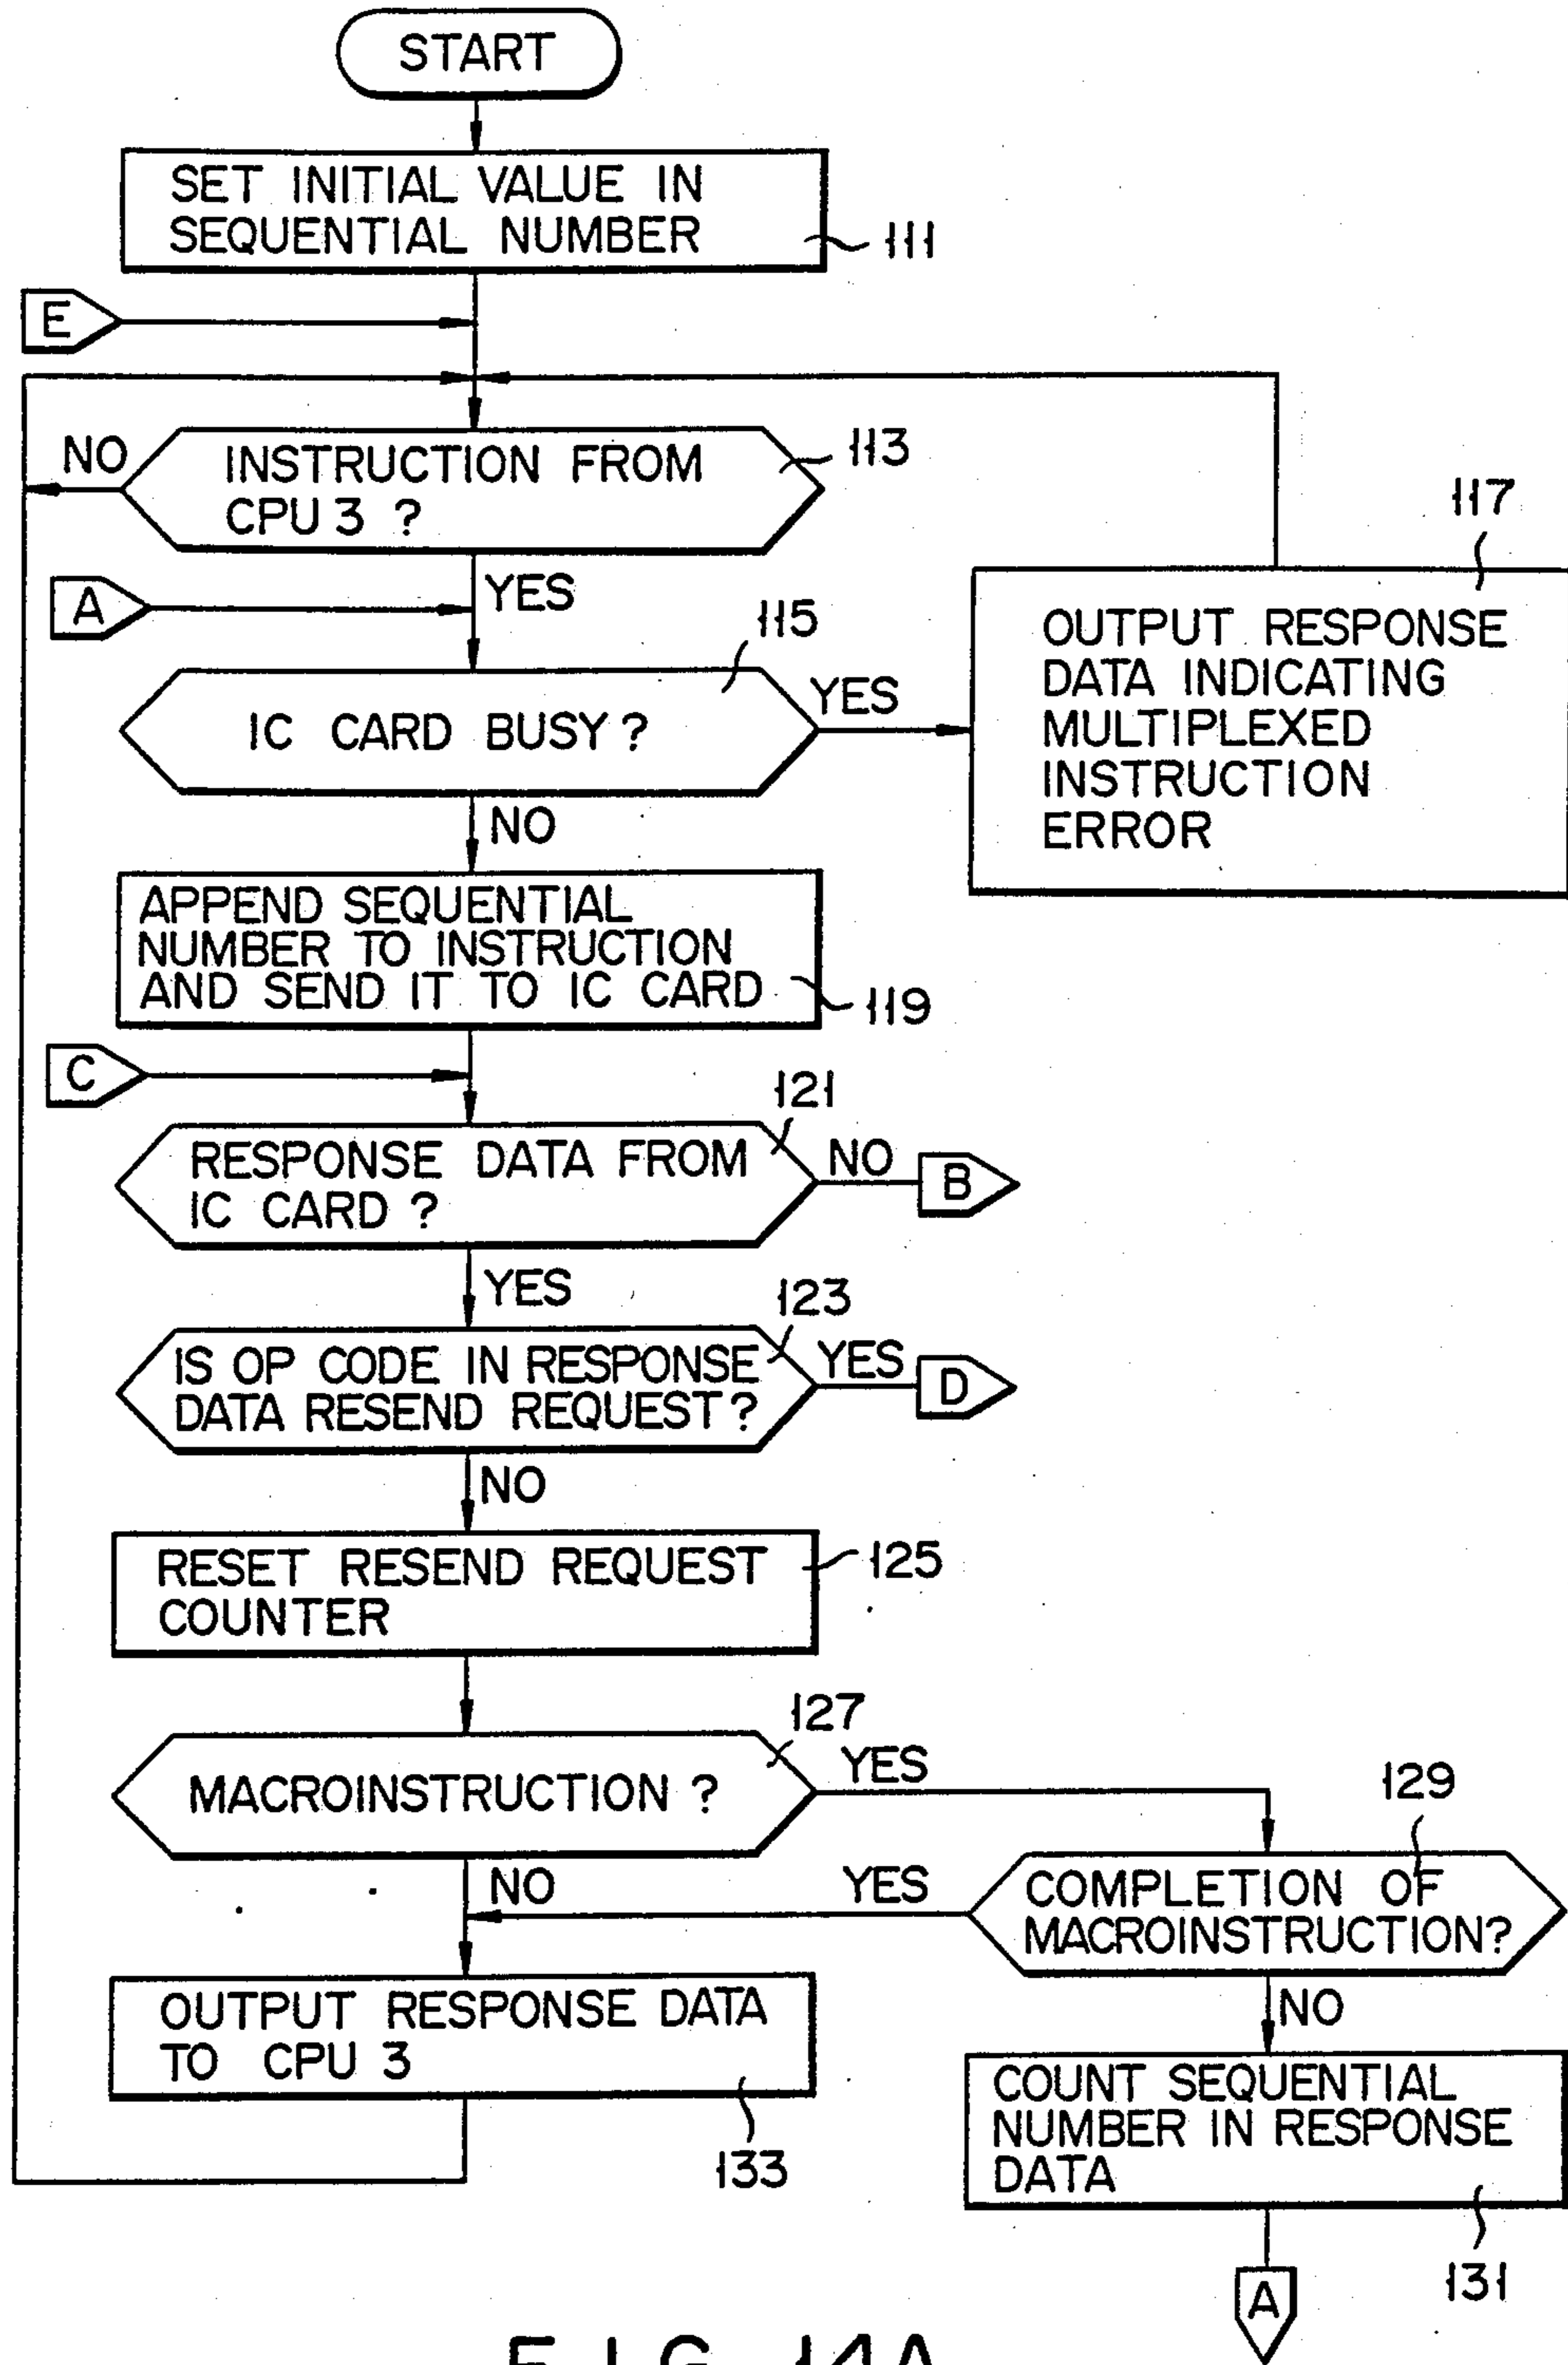 START
SET INITIAL VALUE IN
SEQUENTIAL NUMBER
111
E
NO
INSTRUCTION FROM
CPU 3 ?
113
117
A
YES
115
OUTPUT RESPONSE
DATA INDICATING
MULTIPLEXED
INSTRUCTION
ERROR
IC CARD BUSY ?
YES
NO
APPEND SEQUENTIAL
NUMBER TO INSTRUCTION
AND SEND IT TO IC CARD
119
C
121
RESPONSE DATA FROM
IC CARD ?
NO
B
YES
123
IS OP CODE IN RESPONSE
DATA RESEND REQUEST?
YES
D
NO
RESET RESEND REQUEST
COUNTER
125
127
MACROINSTRUCTION ?
YES
129
NO
YES
COMPLETION OF
MACROINSTRUCTION?
OUTPUT RESPONSE DATA
TO CPU 3
133
NO
COUNT SEQUENTIAL
NUMBER IN RESPONSE
DATA
131
A
FIG. 14A